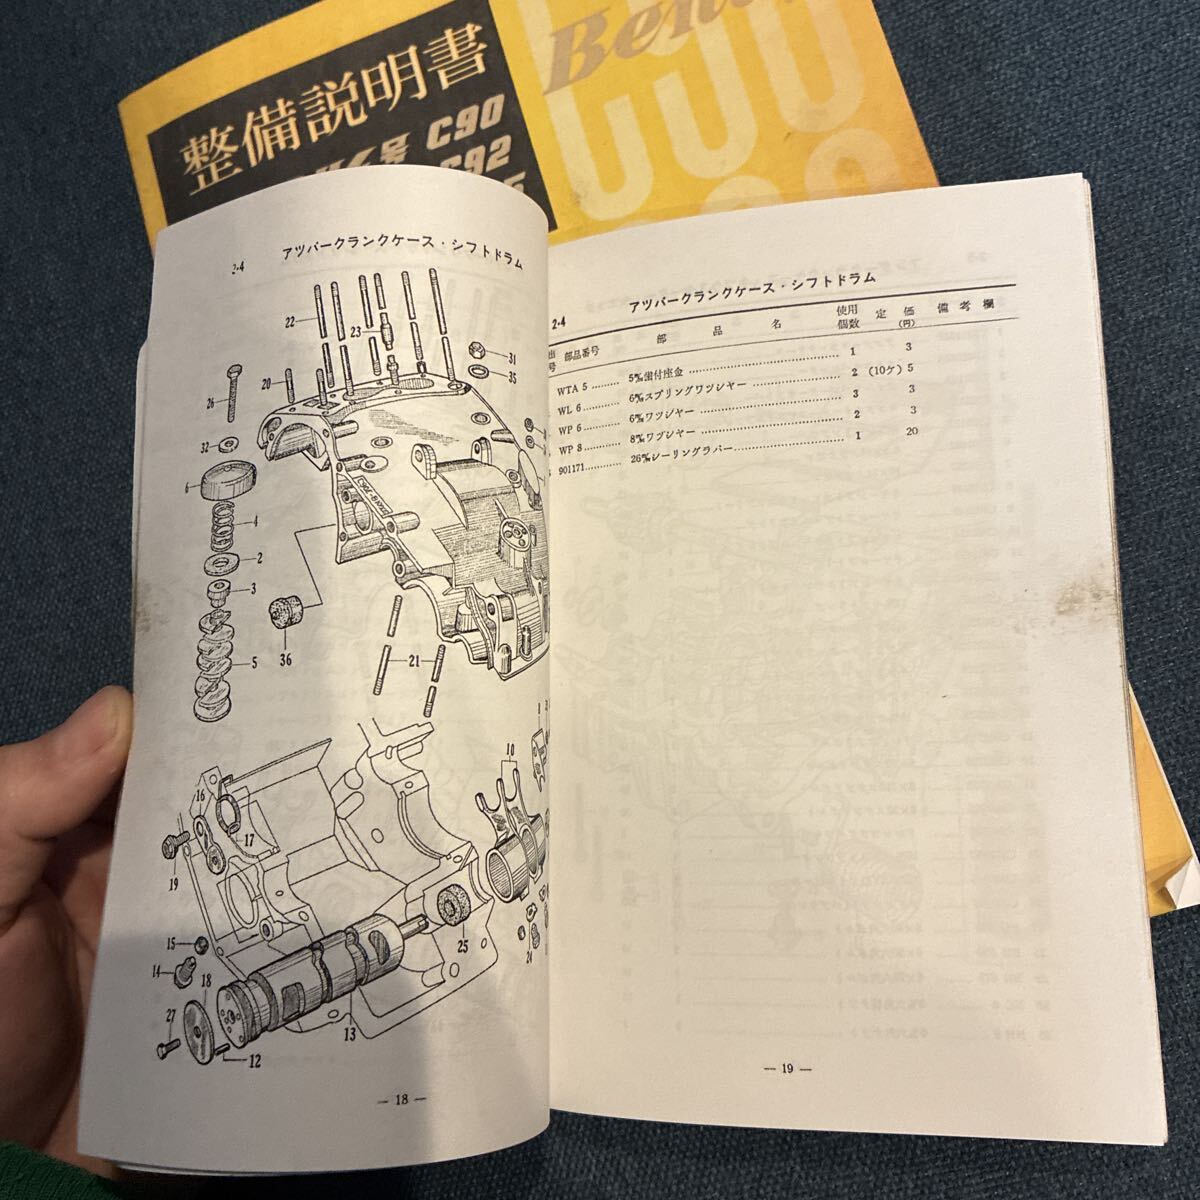 整備説明書
Ben
号 C90
C92
2・4 アツパークランクケース・シフトドラム
22
23
31
35
20
26
32
6
4
2
3
36
5
21
10
1
16
17
19
15
14
18
25
24
27
13
12
— 18 —
2・4 アツパークランクケース・シフトドラム
部品番号 部品名 使用個数 定価(円) 備考欄
WTA 5 5‰歯付座金 1 3
WL 6 6‰スプリングワツシヤー 2 (10ケ) 5
WP 6 6‰ワツシヤー 3 3
WP 8 8‰ワツシヤー 2 3
901171 26‰シーリングラバー 1 20
— 19 —